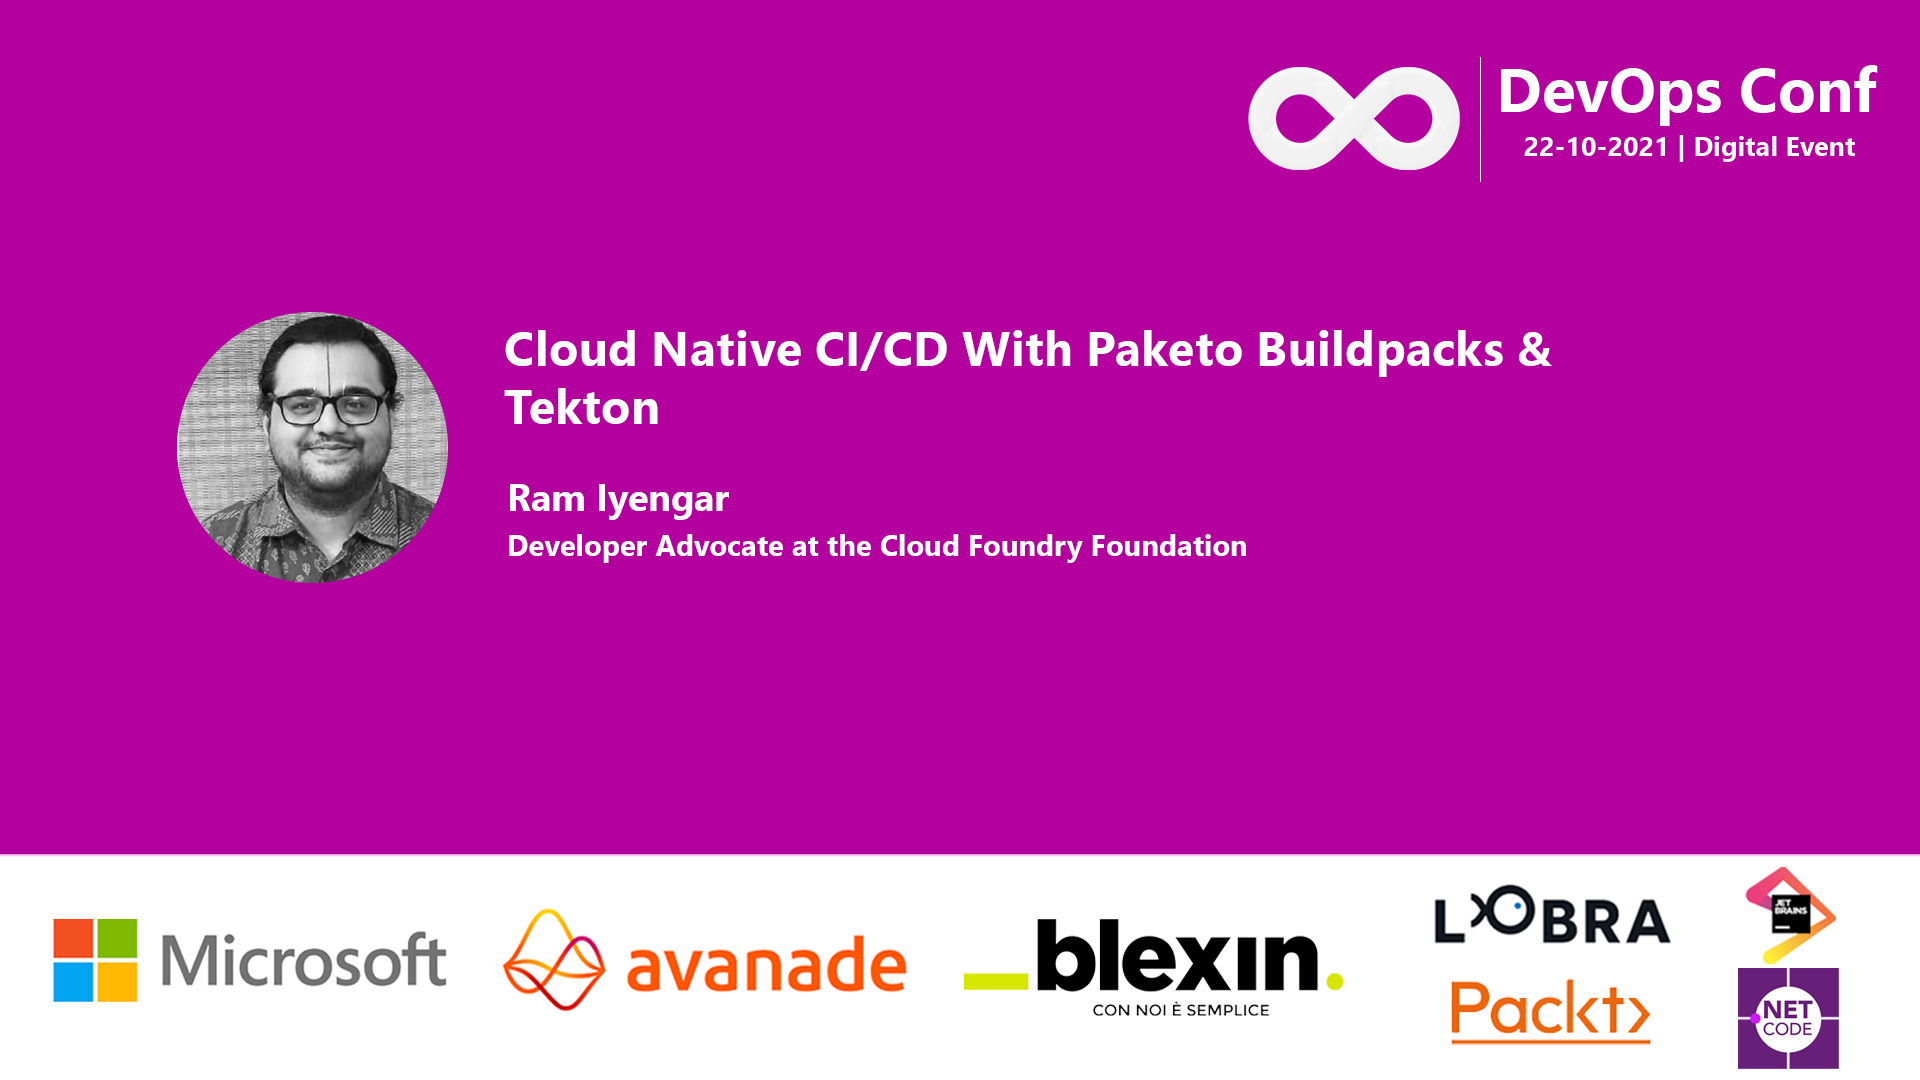 DevOps Conf
22-10-2021 | Digital Event
Cloud Native CI/CD With Paketo Buildpacks &
Tekton
Ram Iyengar
Developer Advocate at the Cloud Foundry Foundation
Microsoft
avanade
blexin.
CON NOI È SEMPLICE
LOBRA
Packt>
JET
BRAINS
NET
CODE